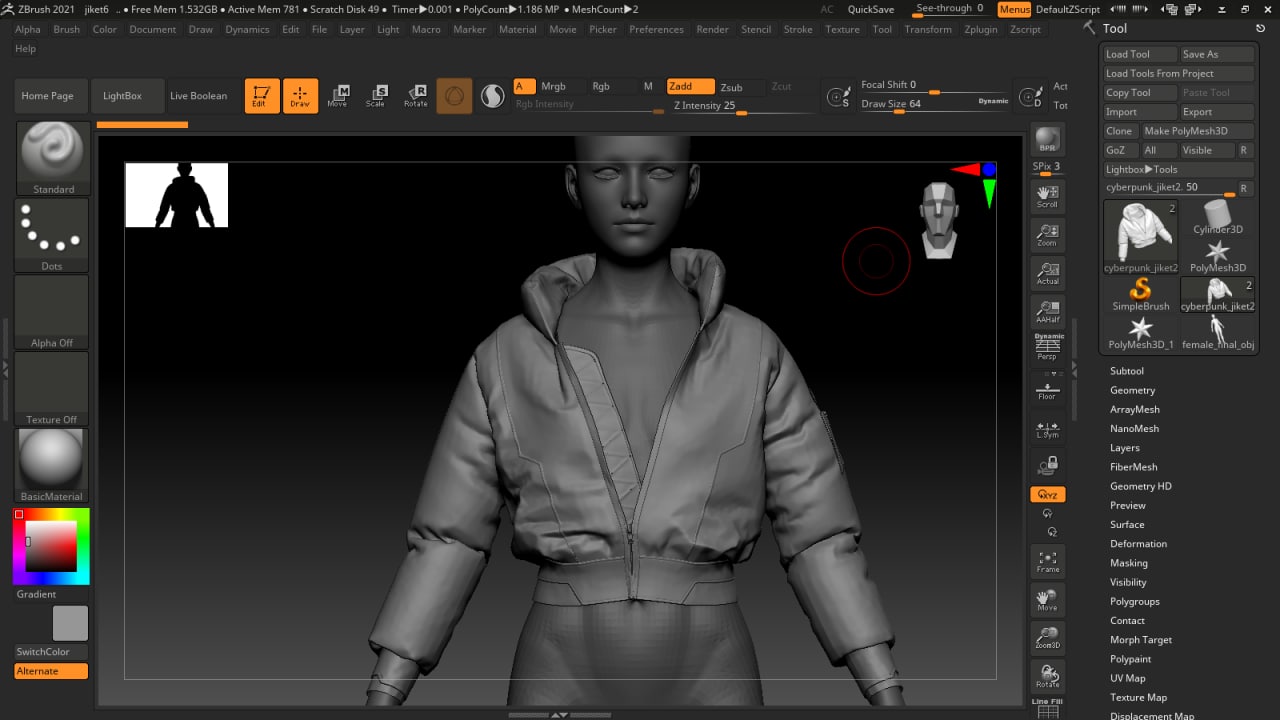 ZBrush 2021 jiket6 .. • Free Mem 1.532GB • Active Mem 781 • Scratch Disk 49 • Timer▶0.001 • PolyCount▶1.186 MP • MeshCount▶2 AC QuickSave See-through 0 Menus DefaultZScript
Alpha Brush Color Document Draw Dynamics Edit File Layer Light Macro Marker Material Movie Picker Preferences Render Stencil Stroke Texture Tool Transform Zplugin Zscript
Help
Home Page LightBox Live Boolean Edit Draw Move Scale Rotate A Mrgb Rgb M Zadd Zsub Zcut Focal Shift 0 Act
Rgb Intensity Z Intensity 25 Draw Size 64 Dynamic Tot
M S R S D
Standard
Dots
Alpha Off
Texture Off
BasicMaterial
Gradient
SwitchColor
Alternate
BPR
SPix 3
Scroll
Zoom
Actual
AAHalf
Dynamic
Persp
Floor
L.Sym
XYZ
Y
Z
Frame
Move
Zoom3D
Rotate
Line Fill
Tool
Load Tool Save As
Load Tools From Project
Copy Tool Paste Tool
Import Export
Clone Make PolyMesh3D
GoZ All Visible R
Lightbox▶Tools
cyberpunk_jiket2. 50 R
2
cyberpunk_jiket2 Cylinder3D
PolyMesh3D
2
SimpleBrush cyberpunk_jiket2
PolyMesh3D_1 female_final_obj
Subtool
Geometry
ArrayMesh
NanoMesh
Layers
FiberMesh
Geometry HD
Preview
Surface
Deformation
Masking
Visibility
Polygroups
Contact
Morph Target
Polypaint
UV Map
Texture Map
Displacement Map